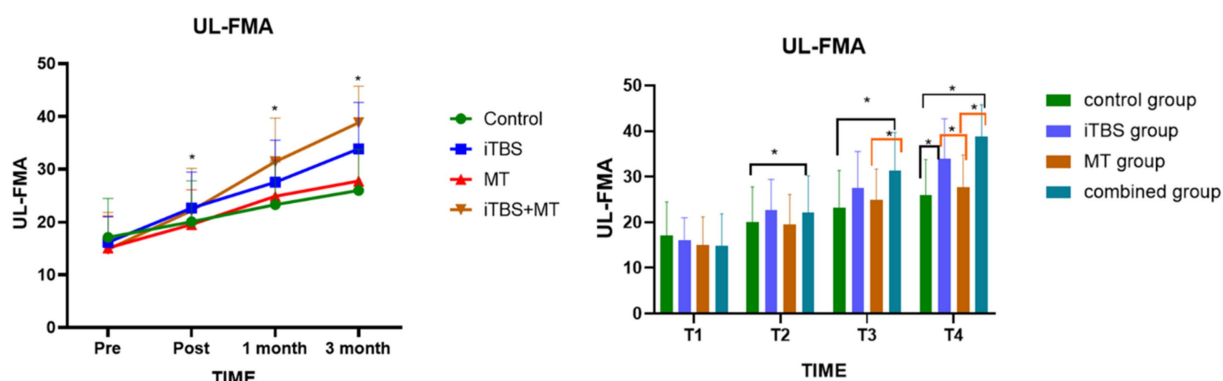 UL-FMA
50
40
30
20
10
0
UL-FMA
* * *
Pre Post 1 month 3 month
TIME
Control
iTBS
MT
iTBS+MT
UL-FMA
50
40
30
20
10
0
UL-FMA
* * * * * * *
T1 T2 T3 T4
TIME
control group
iTBS group
MT group
combined group